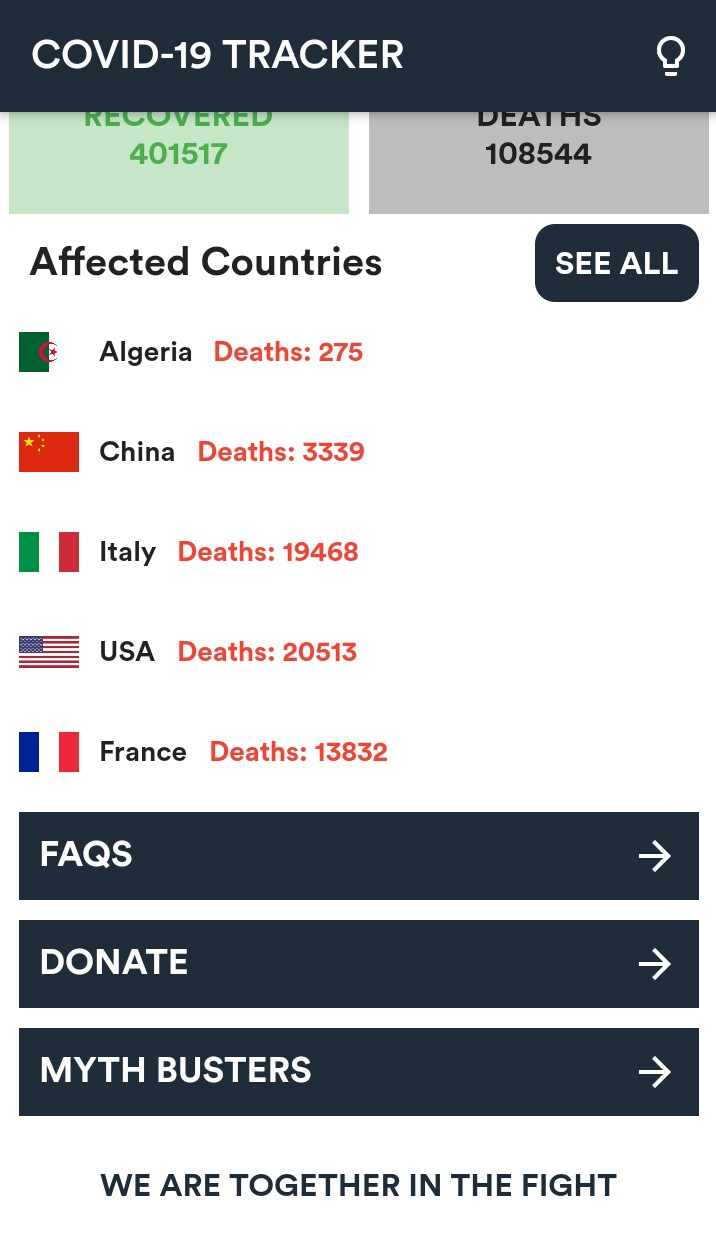 COVID-19 TRACKER
RECOVERED
401517
DEATHS
108544
Affected Countries
SEE ALL
Algeria Deaths: 275
China Deaths: 3339
Italy Deaths: 19468
USA Deaths: 20513
France Deaths: 13832
FAQS
DONATE
MYTH BUSTERS
WE ARE TOGETHER IN THE FIGHT